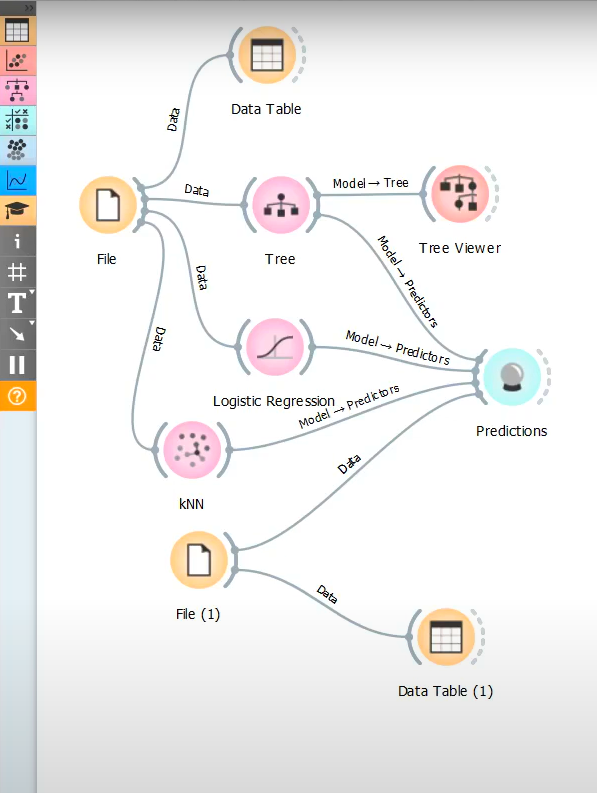 Data Table
Data
Data
Model → Tree
File
Tree
Tree Viewer
Data
Model → Predictors
Data
Model → Predictors
Logistic Regression
Model → Predictors
Predictions
kNN
Data
File (1)
Data
Data Table (1)
i
#
T
?